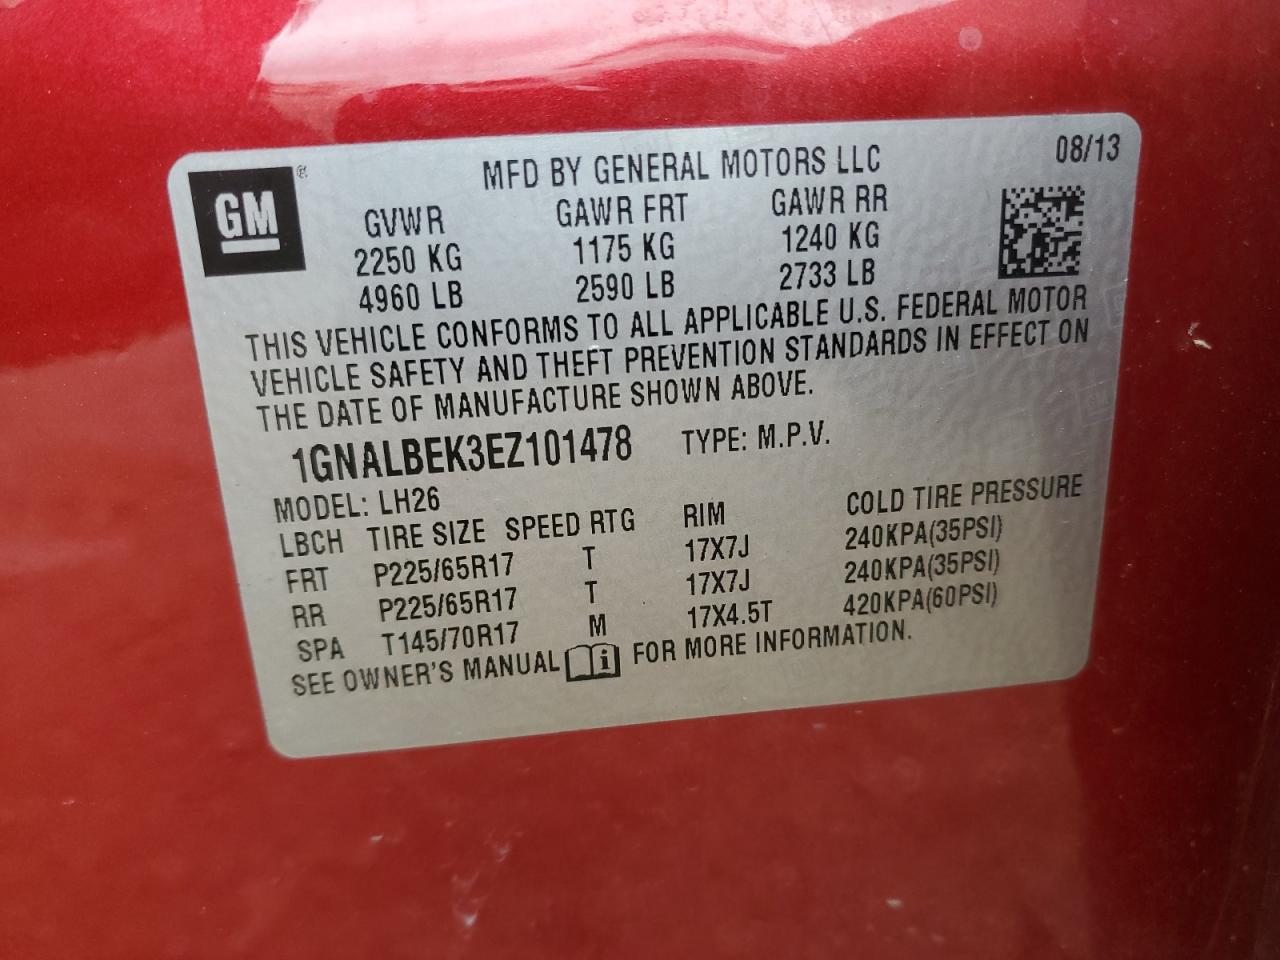 GM ®
MFD BY GENERAL MOTORS LLC 08/13
GVWR GAWR FRT GAWR RR
2250 KG 1175 KG 1240 KG
4960 LB 2590 LB 2733 LB
THIS VEHICLE CONFORMS TO ALL APPLICABLE U.S. FEDERAL MOTOR
VEHICLE SAFETY AND THEFT PREVENTION STANDARDS IN EFFECT ON
THE DATE OF MANUFACTURE SHOWN ABOVE.
1GNALBEK3EZ101478 TYPE: M.P.V.
MODEL: LH26
LBCH TIRE SIZE SPEED RTG RIM COLD TIRE PRESSURE
FRT P225/65R17 T 17X7J 240KPA(35PSI)
RR P225/65R17 T 17X7J 240KPA(35PSI)
SPA T145/70R17 M 17X4.5T 420KPA(60PSI)
SEE OWNER'S MANUAL i FOR MORE INFORMATION.